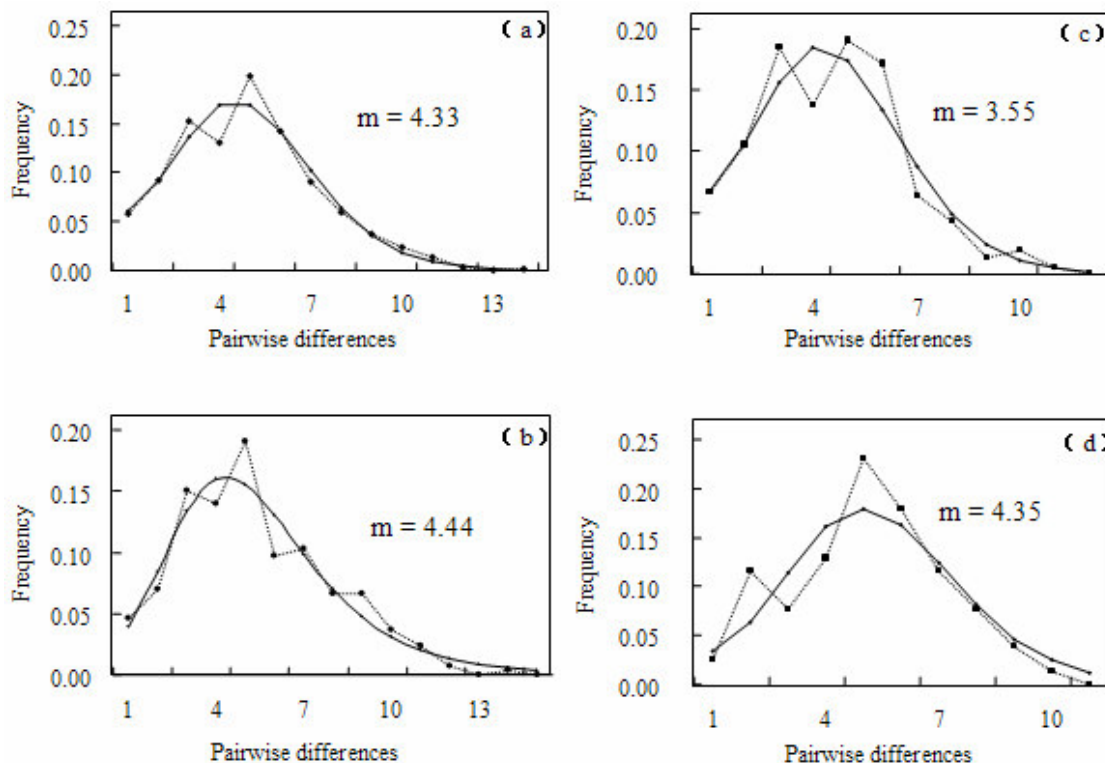 (a)
0.25
0.20
0.15
0.10
0.05
0.00
Frequency
m = 4.33
1 4 7 10 13
Pairwise differences
(c)
0.20
0.15
0.10
0.05
0.00
Frequency
m = 3.55
1 4 7 10
Pairwise differences
(b)
0.20
0.15
0.10
0.05
0.00
Frequency
m = 4.44
1 4 7 10 13
Pairwise differences
(d)
0.25
0.20
0.15
0.10
0.05
0.00
Frequency
m = 4.35
1 4 7 10
Pairwise differences